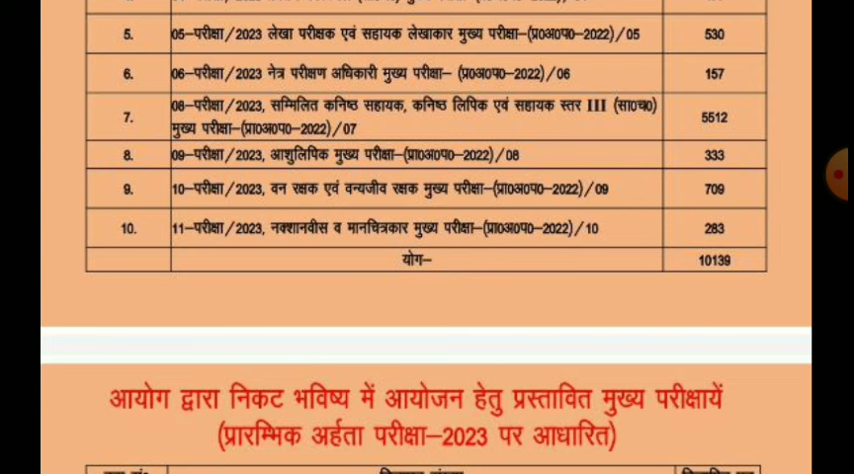 5. 05-परीक्षा/2023 लेखा परीक्षक एवं सहायक लेखाकार मुख्य परीक्षा-(प्र0अ0प0-2022)/05 530
6. 06-परीक्षा/2023 नेत्र परीक्षण अधिकारी मुख्य परीक्षा- (प्र0अ0प0-2022)/06 157
7. 08-परीक्षा/2023, सम्मिलित कनिष्ठ सहायक, कनिष्ठ लिपिक एवं सहायक स्तर III (सा0च0) 5512
मुख्य परीक्षा-(प्रा0अ0प0-2022)/07
8. 09-परीक्षा/2023, आशुलिपिक मुख्य परीक्षा-(प्रा0अ0प0-2022)/08 333
9. 10-परीक्षा/2023, वन रक्षक एवं वन्यजीव रक्षक मुख्य परीक्षा-(प्रा0अ0प0-2022)/09 709
10. 11-परीक्षा/2023, नक्शानवीस व मानचित्रकार मुख्य परीक्षा-(प्रा0अ0प0-2022)/10 283
योग- 10139
आयोग द्वारा निकट भविष्य में आयोजन हेतु प्रस्तावित मुख्य परीक्षायें
(प्रारम्भिक अर्हता परीक्षा-2023 पर आधारित)